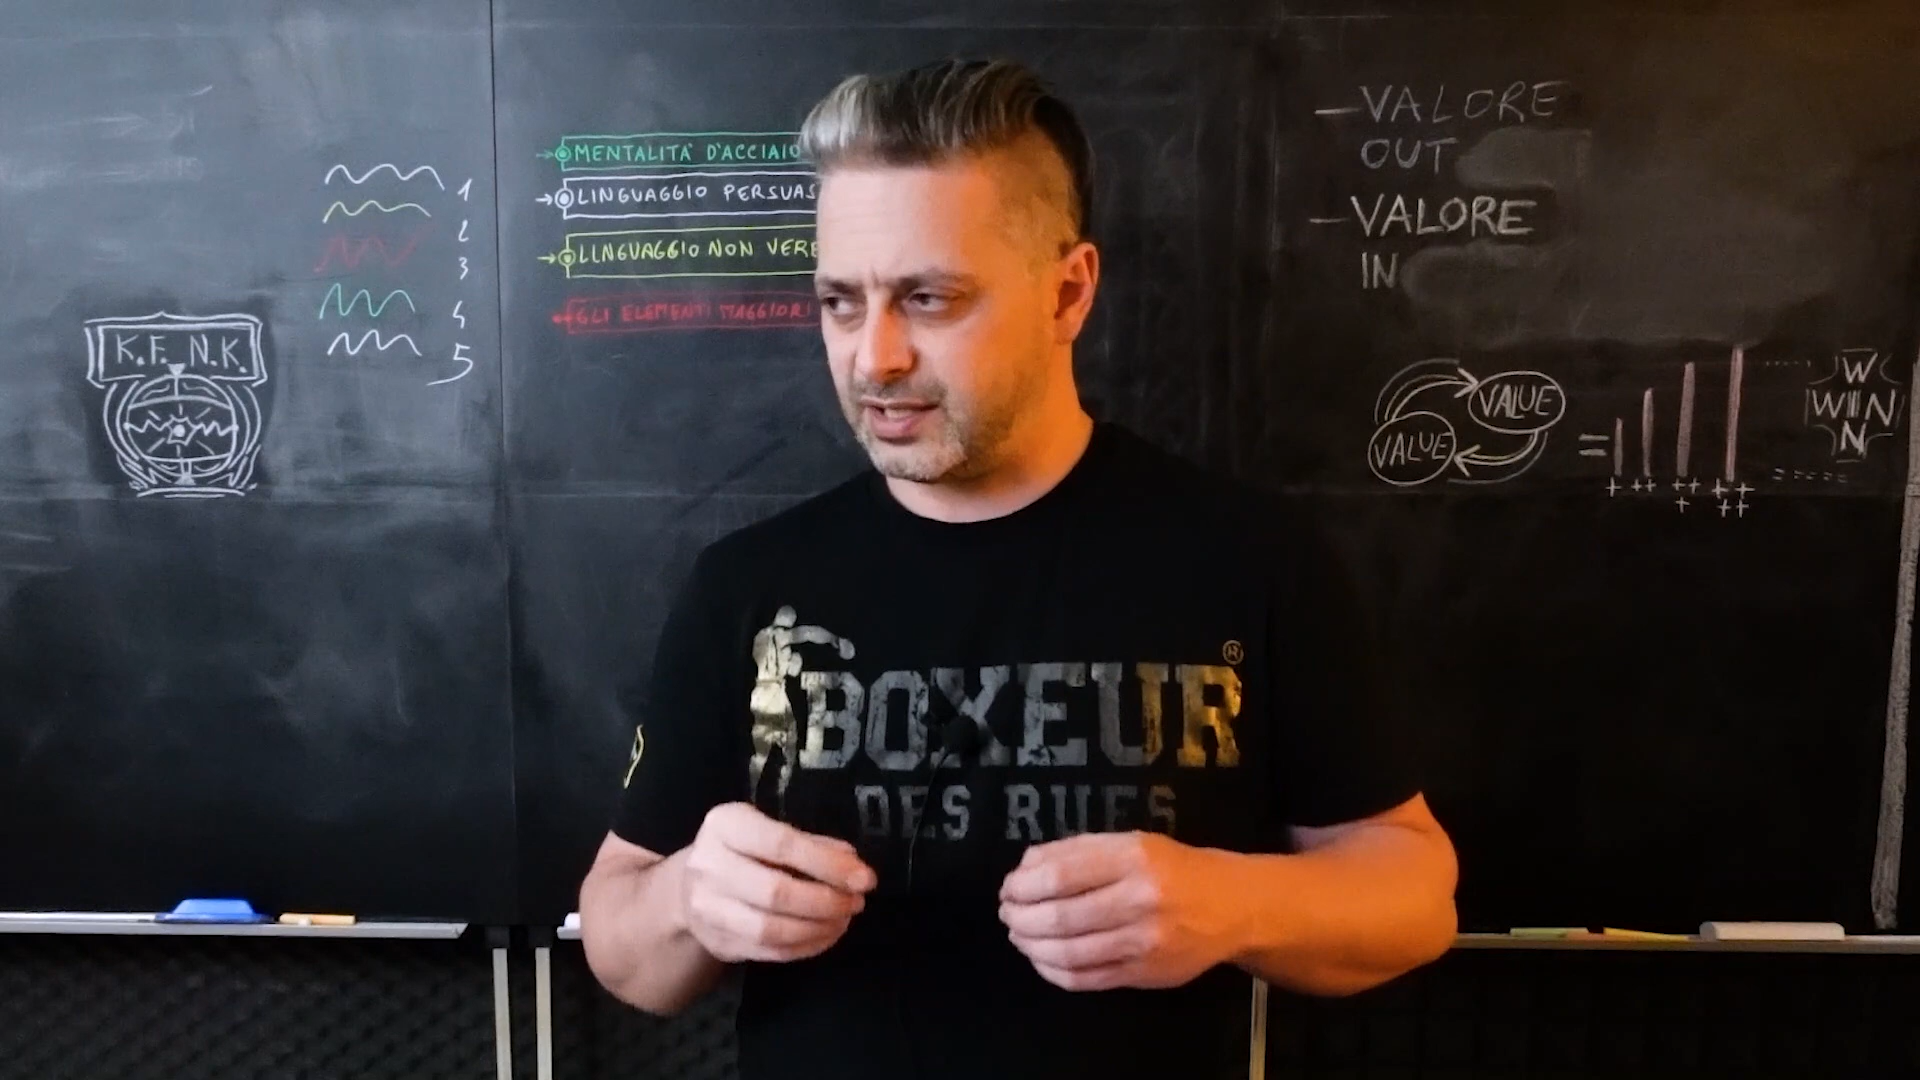 K.F. N.K.
1
2
3
4
5
MENTALITÀ D'ACCIAIO
LINGUAGGIO PERSUAS
LINGUAGGIO NON VERB
GLI ELEMENTI MAGGIORI
—VALORE
OUT
—VALORE
IN
VALUE
VALUE
=
+ ++ +++ ++++
W
WIN
N
BOXEUR®
DES RUES